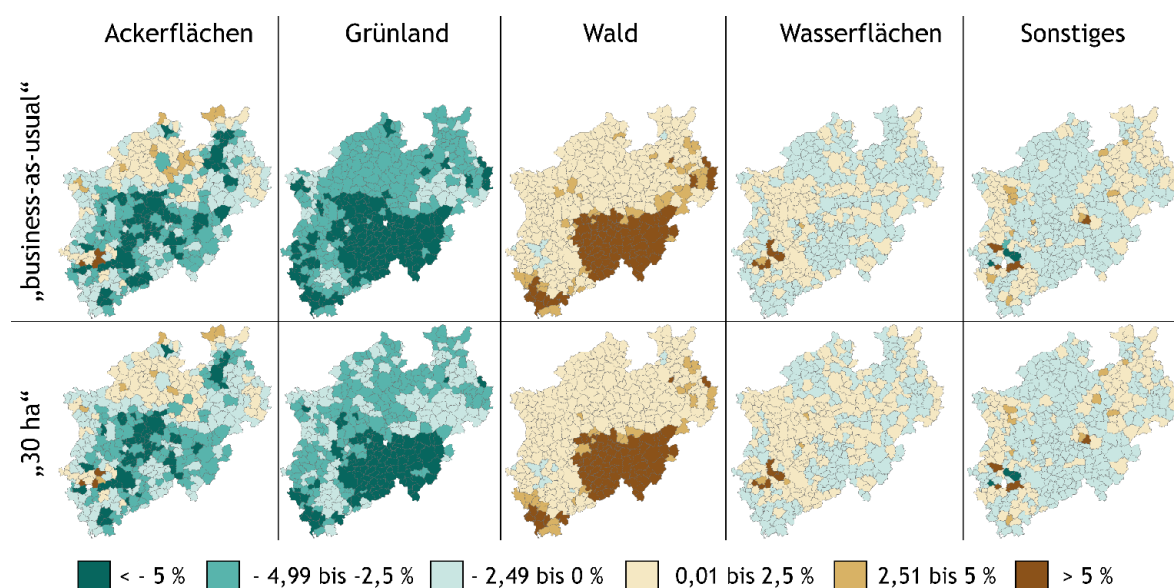 Ackerflächen
Grünland
Wald
Wasserflächen
Sonstiges
„business-as-usual“
„30 ha“
< - 5 %
- 4,99 bis -2,5 %
- 2,49 bis 0 %
0,01 bis 2,5 %
2,51 bis 5 %
> 5 %